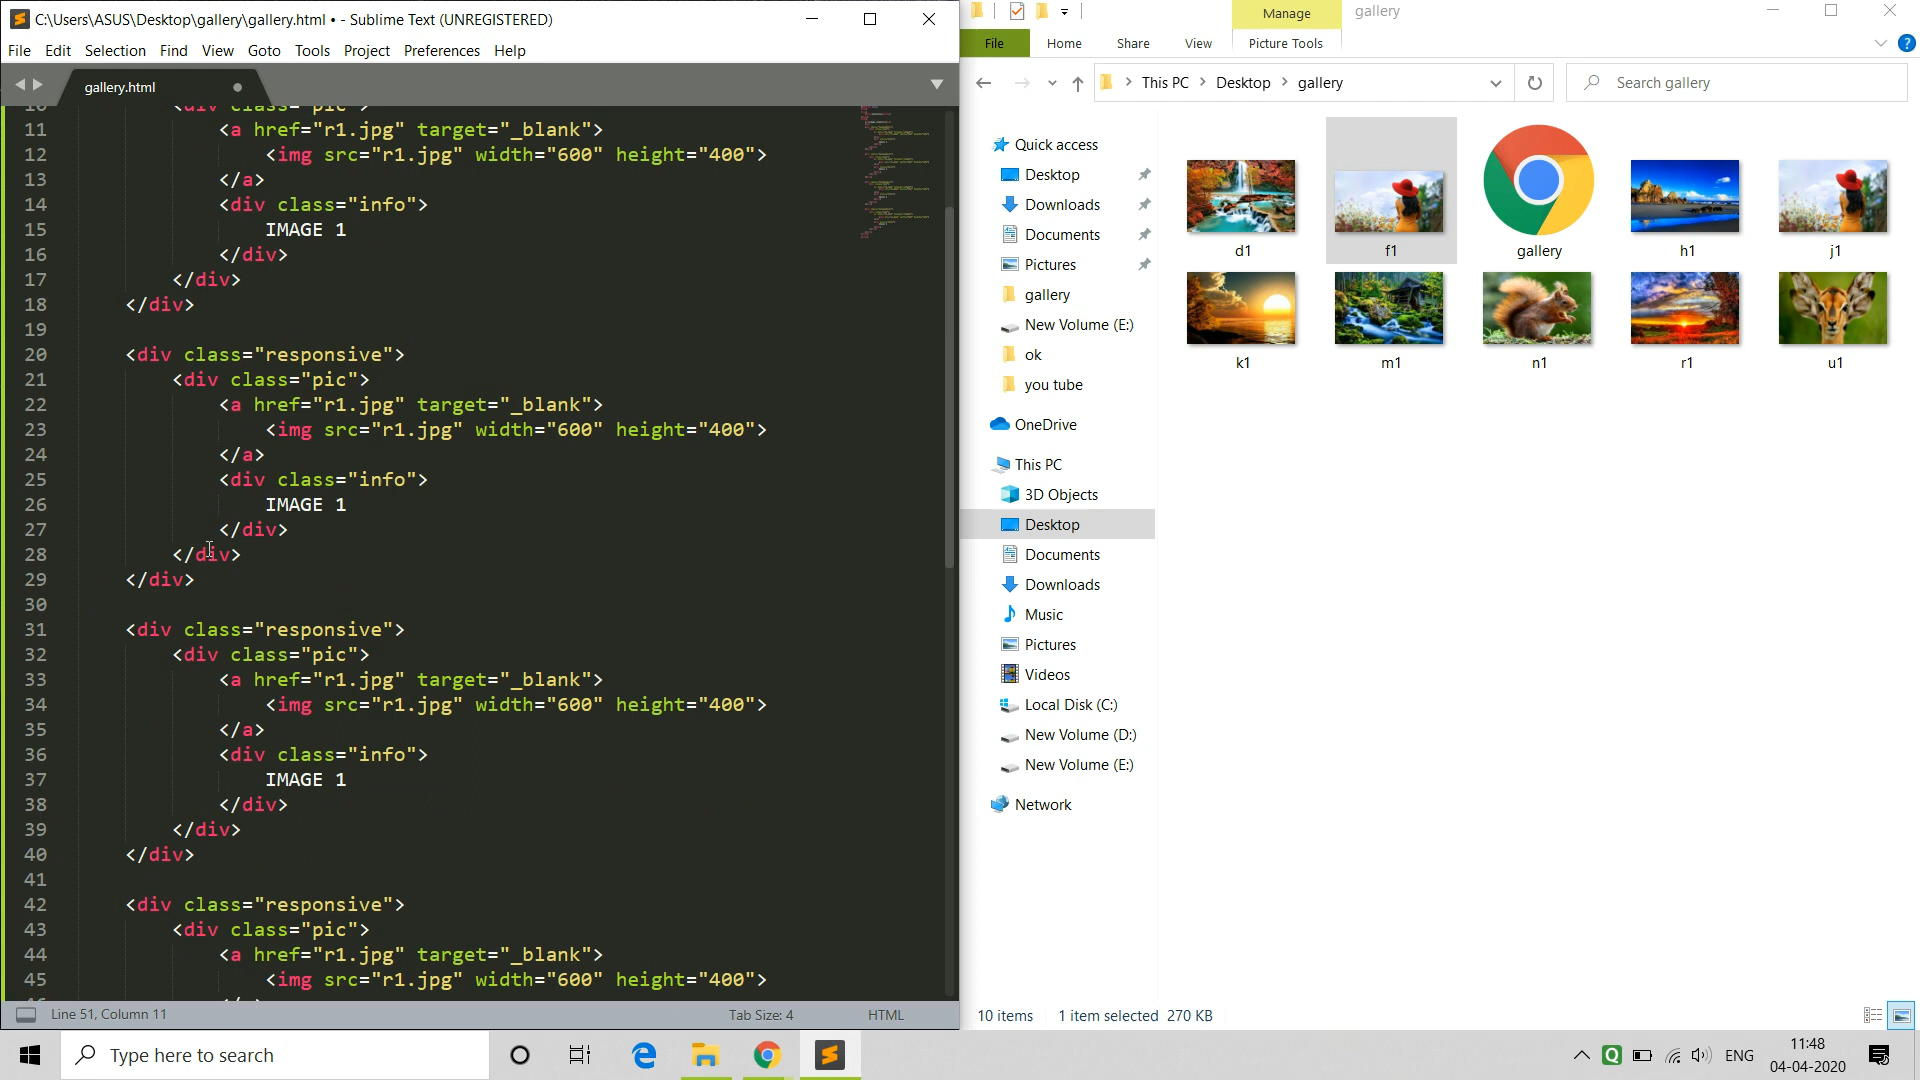 C:\Users\ASUS\Desktop\gallery\gallery.html • - Sublime Text (UNREGISTERED)
File Edit Selection Find View Goto Tools Project Preferences Help
gallery.html
10 <div class="pic">
11 <a href="r1.jpg" target="_blank">
12 <img src="r1.jpg" width="600" height="400">
13 </a>
14 <div class="info">
15 IMAGE 1
16 </div>
17 </div>
18 </div>
19
20 <div class="responsive">
21 <div class="pic">
22 <a href="r1.jpg" target="_blank">
23 <img src="r1.jpg" width="600" height="400">
24 </a>
25 <div class="info">
26 IMAGE 1
27 </div>
28 </div>
29 </div>
30
31 <div class="responsive">
32 <div class="pic">
33 <a href="r1.jpg" target="_blank">
34 <img src="r1.jpg" width="600" height="400">
35 </a>
36 <div class="info">
37 IMAGE 1
38 </div>
39 </div>
40 </div>
41
42 <div class="responsive">
43 <div class="pic">
44 <a href="r1.jpg" target="_blank">
45 <img src="r1.jpg" width="600" height="400">
Line 51, Column 11 Tab Size: 4 HTML
Manage gallery
File Home Share View Picture Tools
This PC > Desktop > gallery
Search gallery
Quick access
Desktop
Downloads
Documents
Pictures
gallery
New Volume (E:)
ok
you tube
OneDrive
This PC
3D Objects
Desktop
Documents
Downloads
Music
Pictures
Videos
Local Disk (C:)
New Volume (D:)
New Volume (E:)
Network
d1 f1 gallery h1 j1
k1 m1 n1 r1 u1
10 items 1 item selected 270 KB
Type here to search
ENG
11:48
04-04-2020